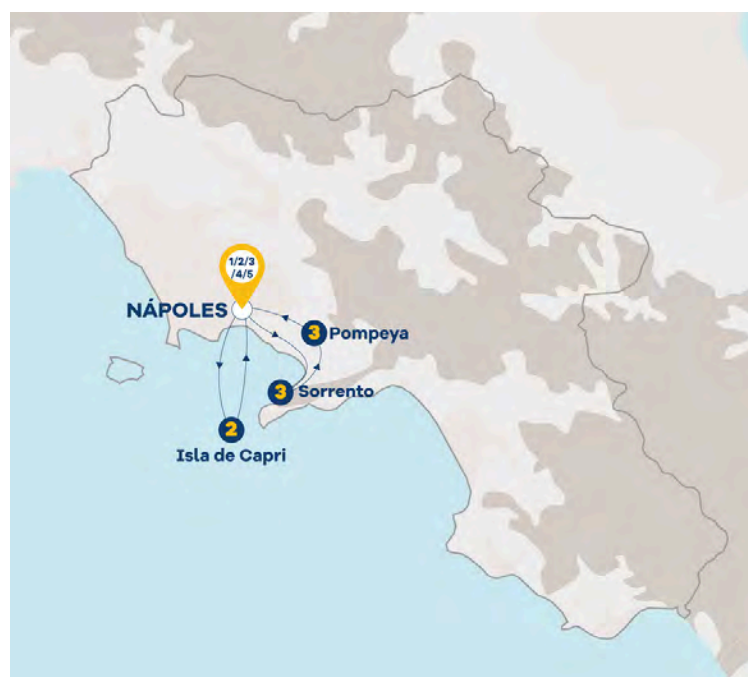 1/2/3
/4/5
NÁPOLES
3 Pompeya
3 Sorrento
2
Isla de Capri